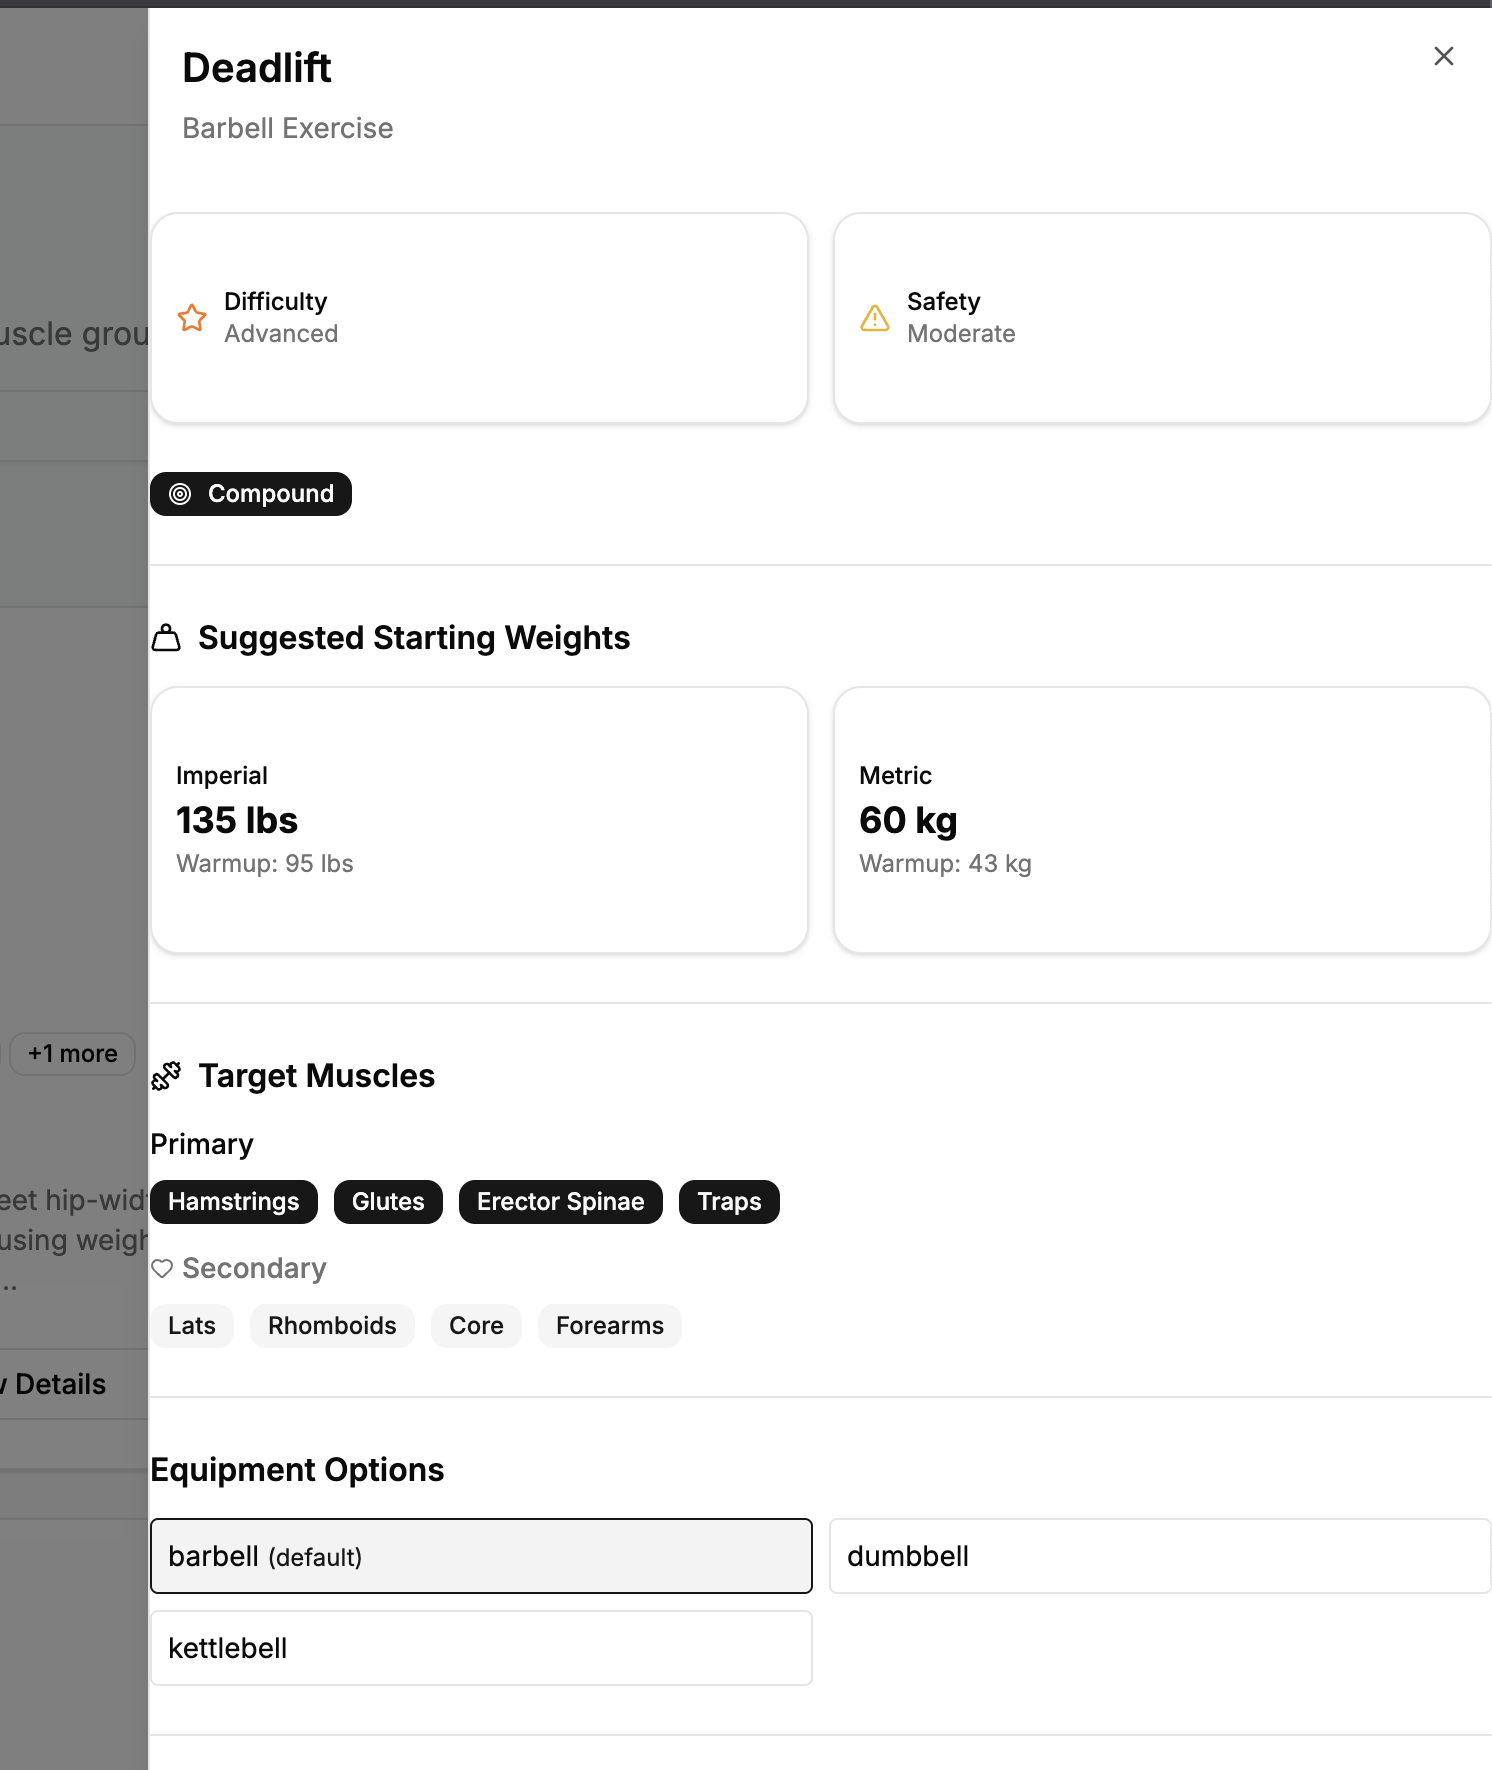 Deadlift
Barbell Exercise
Difficulty
Advanced
Safety
Moderate
uscle grou
Compound
Suggested Starting Weights
Imperial
135 lbs
Warmup: 95 lbs
Metric
60 kg
Warmup: 43 kg
+1 more
Target Muscles
Primary
Hamstrings Glutes Erector Spinae Traps
eet hip-widt
using weigh
..
Secondary
Lats Rhomboids Core Forearms
Details
Equipment Options
barbell (default)
dumbbell
kettlebell